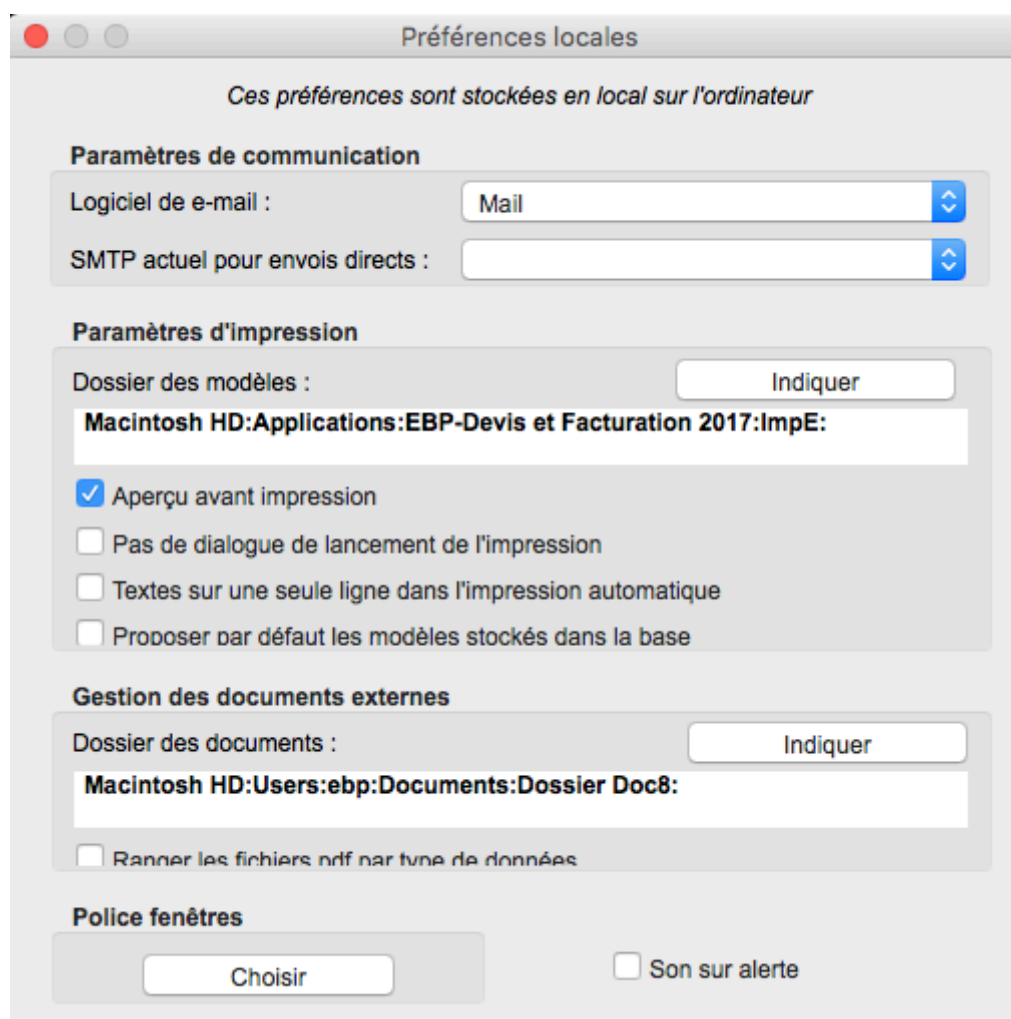 Préférences locales
Ces préférences sont stockées en local sur l'ordinateur
Paramètres de communication
Logiciel de e-mail : Mail
SMTP actuel pour envois directs :
Paramètres d'impression
Dossier des modèles : Indiquer
Macintosh HD:Applications:EBP-Devis et Facturation 2017:ImpE:
Aperçu avant impression
Pas de dialogue de lancement de l'impression
Textes sur une seule ligne dans l'impression automatique
Proposer par défaut les modèles stockés dans la base
Gestion des documents externes
Dossier des documents : Indiquer
Macintosh HD:Users:ebp:Documents:Dossier Doc8:
Ranger les fichiers pdf par type de données
Police fenêtres
Choisir Son sur alerte